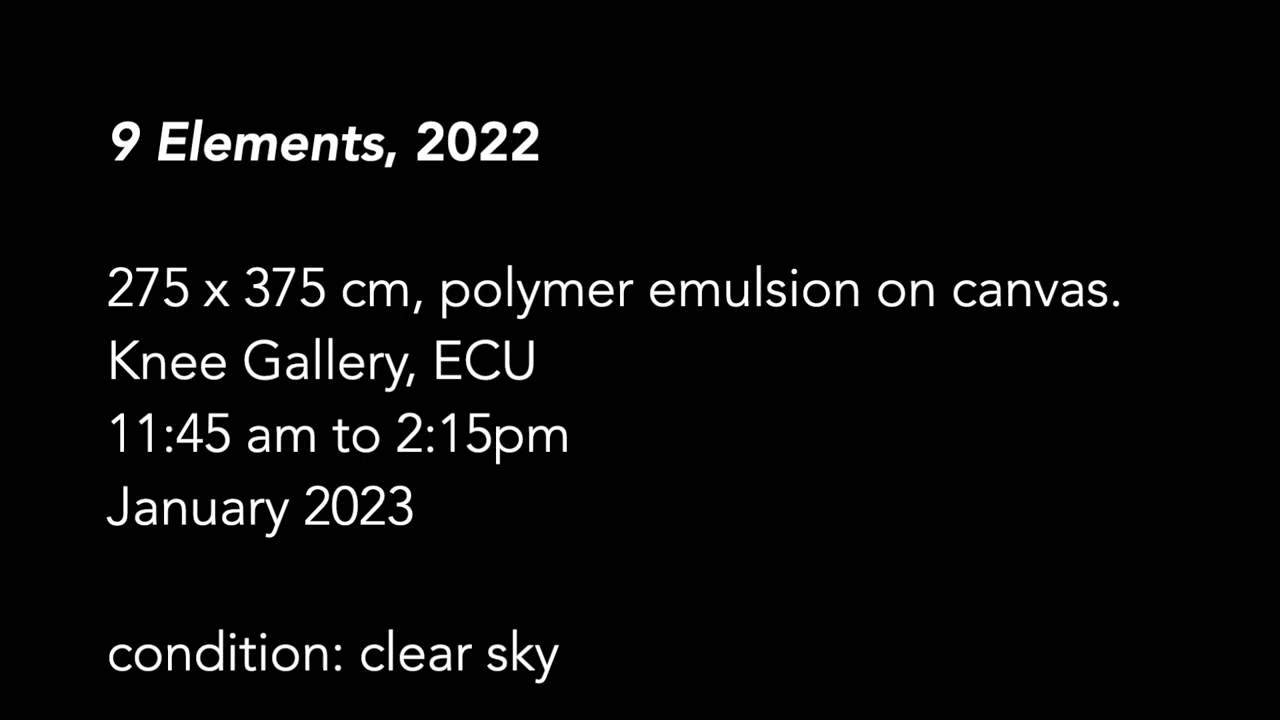 9 Elements, 2022
275 x 375 cm, polymer emulsion on canvas.
Knee Gallery, ECU
11:45 am to 2:15pm
January 2023
condition: clear sky